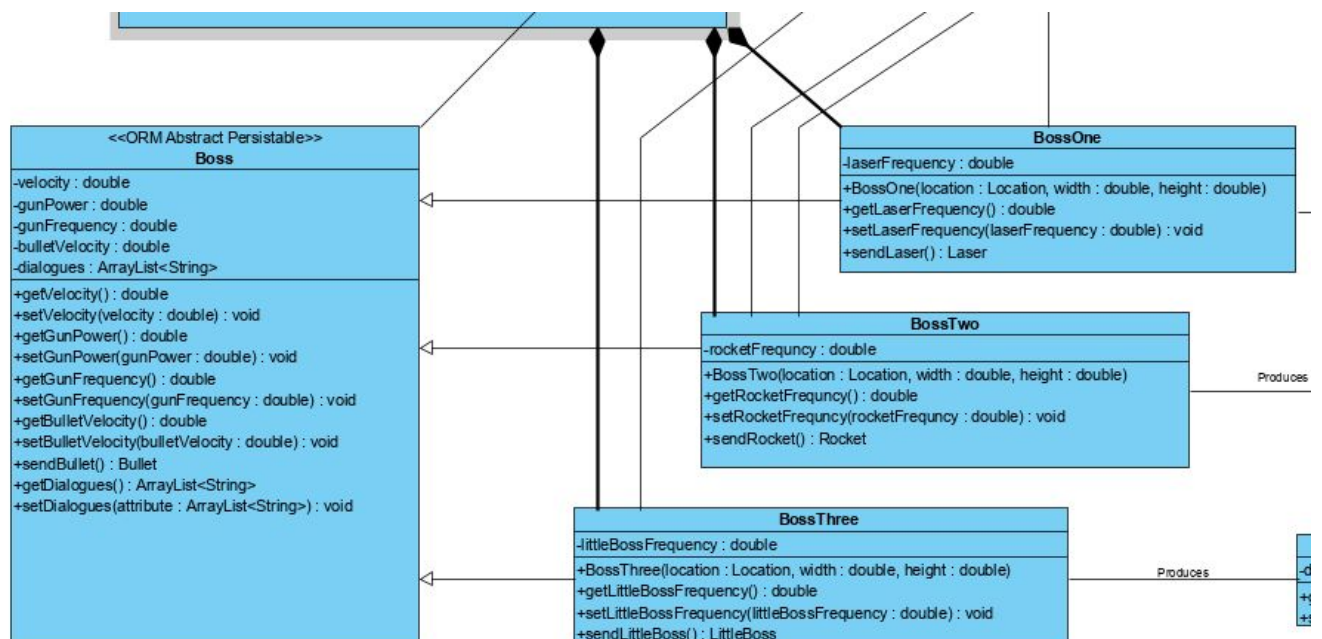 <<ORM Abstract Persistable>>
Boss
-velocity : double
-gunPower : double
-gunFrequency : double
-bulletVelocity : double
-dialogues : ArrayList<String>
+getVelocity() : double
+setVelocity(velocity : double) : void
+getGunPower() : double
+setGunPower(gunPower : double) : void
+getGunFrequency() : double
+setGunFrequency(gunFrequency : double) : void
+getBulletVelocity() : double
+setBulletVelocity(bulletVelocity : double) : void
+sendBullet() : Bullet
+getDialogues() : ArrayList<String>
+setDialogues(attribute : ArrayList<String>) : void
BossOne
-laserFrequency : double
+BossOne(location : Location, width : double, height : double)
+getLaserFrequency() : double
+setLaserFrequency(laserFrequency : double) : void
+sendLaser() : Laser
BossTwo
-rocketFrequncy : double
+BossTwo(location : Location, width : double, height : double)
+getRocketFrequncy() : double
+setRocketFrequncy(rocketFrequncy : double) : void
+sendRocket() : Rocket
Produces
BossThree
-littleBossFrequency : double
+BossThree(location : Location, width : double, height : double)
+getLittleBossFrequency() : double
+setLittleBossFrequency(littleBossFrequency : double) : void
+sendLittleBoss() : LittleBoss
Produces